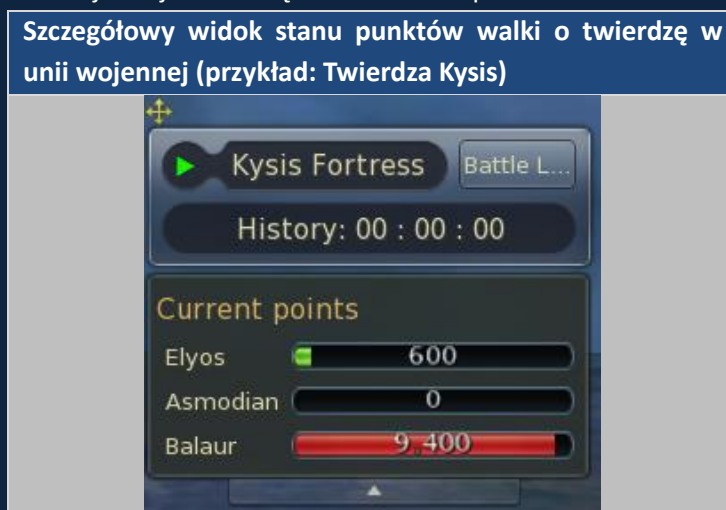 Szczegółowy widok stanu punktów walki o twierdzę w
unii wojennej (przykład: Twierdza Kysis)
Kysis Fortress
Battle L...
History: 00 : 00 : 00
Current points
Elyos 600
Asmodian 0
Balaur 9,400